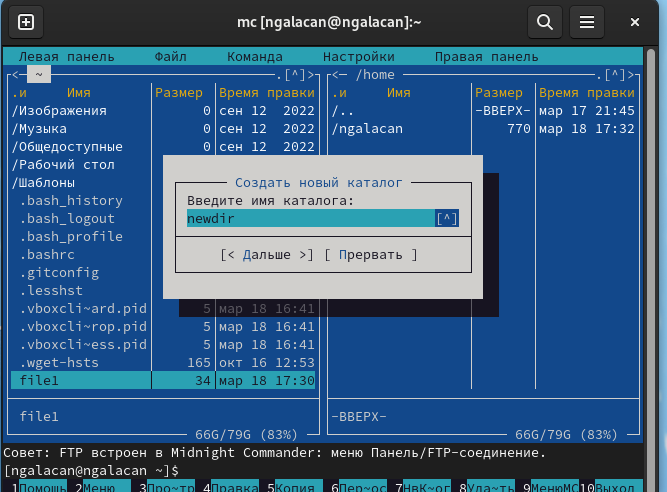 mc [ngalacan@ngalacan]:~
Левая панель Файл Команда Настройки Правая панель
<— ~ .[^]> <— /home .[^]>
.и Имя Размер Время правки .и Имя Размер Время правки
/Изображения 0 сен 12 2022 /.. -ВВЕРХ- мар 17 21:45
/Музыка 0 сен 12 2022 /ngalacan 770 мар 18 17:32
/Общедоступные 0 сен 12 2022
/Рабочий стол
/Шаблоны
Создать новый каталог
.bash_history
Введите имя каталога:
.bash_logout
newdir [^]
.bash_profile
.bashrc
[< Дальше >] [ Прервать ]
.gitconfig
.lesshst
.vboxcli~ard.pid 5 мар 18 16:41
.vboxcli~rop.pid 5 мар 18 16:41
.vboxcli~ess.pid 5 мар 18 16:41
.wget-hsts 165 окт 16 12:53
file1 34 мар 18 17:30
file1 -ВВЕРХ-
66G/79G (83%) 66G/79G (83%)
Совет: FTP встроен в Midnight Commander: меню Панель/FTP-соединение.
[ngalacan@ngalacan ~]$
1Помощь 2Меню 3Про~тр 4Правка 5Копия 6Пер~ос 7НвК~ог 8Уда~ть 9МенюMC 10Выход